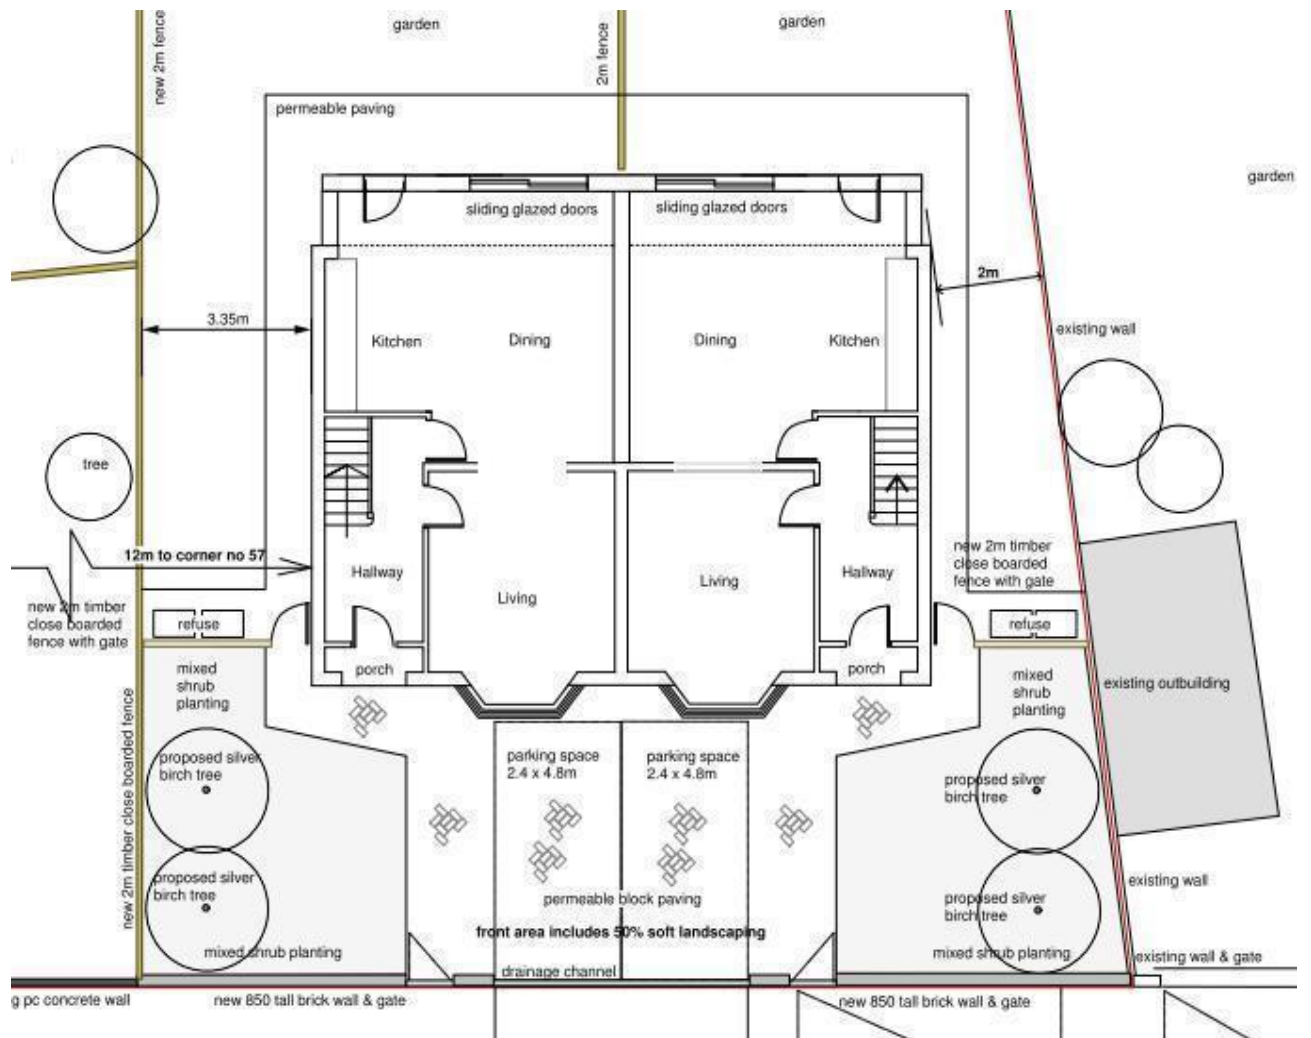 garden
garden
new 2m fence
2m fence
permeable paving
garden
sliding glazed doors
sliding glazed doors
2m
3.35m
existing wall
Kitchen
Dining
Dining
Kitchen
tree
12m to corner no 57
new 2m timber
close boarded
fence with gate
Hallway
Living
Living
Hallway
new 2m timber
close boarded
fence with gate
refuse
refuse
mixed
shrub
planting
porch
porch
mixed
shrub
planting
existing outbuilding
new 2m timber close boarded fence
proposed silver
birch tree
parking space
2.4 x 4.8m
parking space
2.4 x 4.8m
proposed silver
birch tree
proposed silver
birch tree
permeable block paving
proposed silver
birch tree
existing wall
front area includes 50% soft landscaping
mixed shrub planting
drainage channel
mixed shrub planting
existing wall & gate
g pc concrete wall
new 850 tall brick wall & gate
new 850 tall brick wall & gate